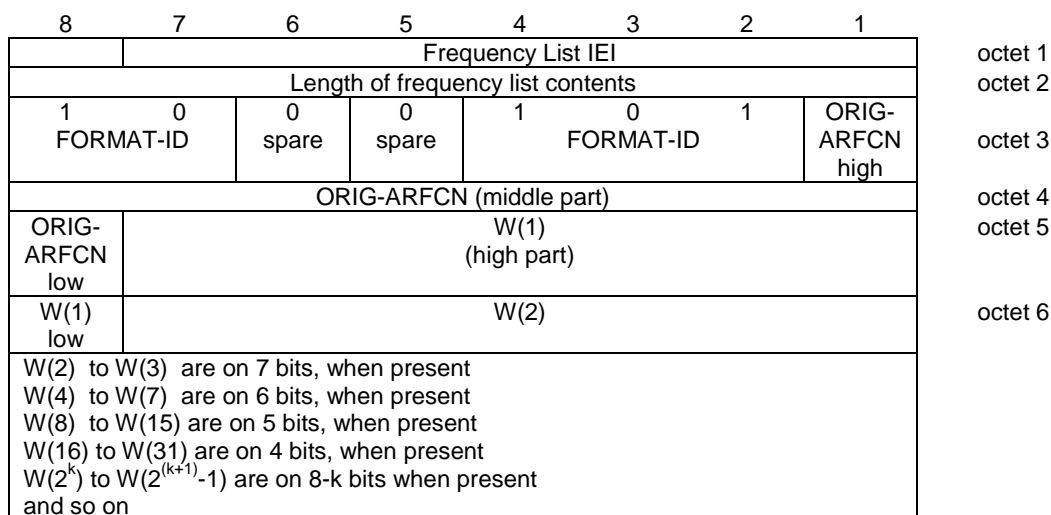 8 7 6 5 4 3 2 1
Frequency List IEI octet 1
Length of frequency list contents octet 2
1 0 0 0 1 0 1 ORIG-
FORMAT-ID spare spare FORMAT-ID ARFCN octet 3
high
ORIG-ARFCN (middle part) octet 4
ORIG- W(1) octet 5
ARFCN (high part)
low
W(1) W(2) octet 6
low
W(2) to W(3) are on 7 bits, when present
W(4) to W(7) are on 6 bits, when present
W(8) to W(15) are on 5 bits, when present
W(16) to W(31) are on 4 bits, when present
W(2^k) to W(2^(k+1)-1) are on 8-k bits when present
and so on